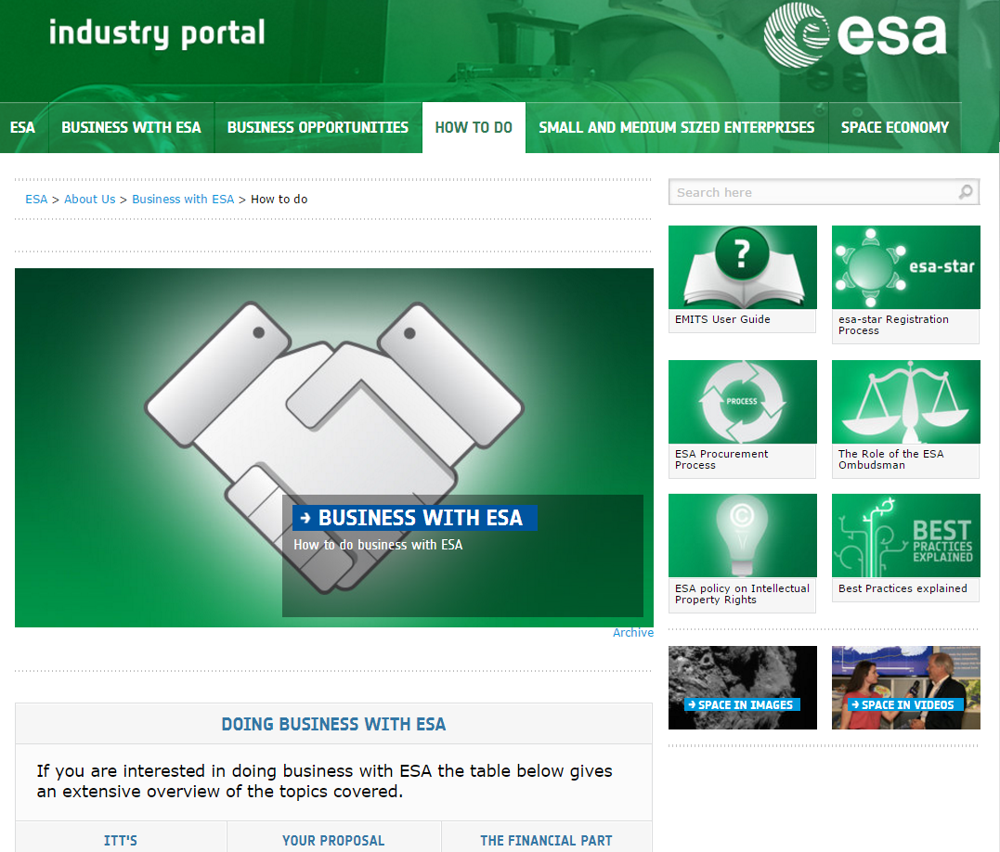 industry portal
esa
ESA
BUSINESS WITH ESA
BUSINESS OPPORTUNITIES
HOW TO DO
SMALL AND MEDIUM SIZED ENTERPRISES
SPACE ECONOMY
ESA > About Us > Business with ESA > How to do
Search here
?
EMITS User Guide
esa-star
esa-star Registration
Process
PROCESS
ESA Procurement
Process
The Role of the ESA
Ombudsman
©
ESA policy on Intellectual
Property Rights
BEST
PRACTICES
EXPLAINED
Best Practices explained
SPACE IN IMAGES
SPACE IN VIDEOS
BUSINESS WITH ESA
How to do business with ESA
Archive
DOING BUSINESS WITH ESA
If you are interested in doing business with ESA the table below gives
an extensive overview of the topics covered.
ITT'S
YOUR PROPOSAL
THE FINANCIAL PART